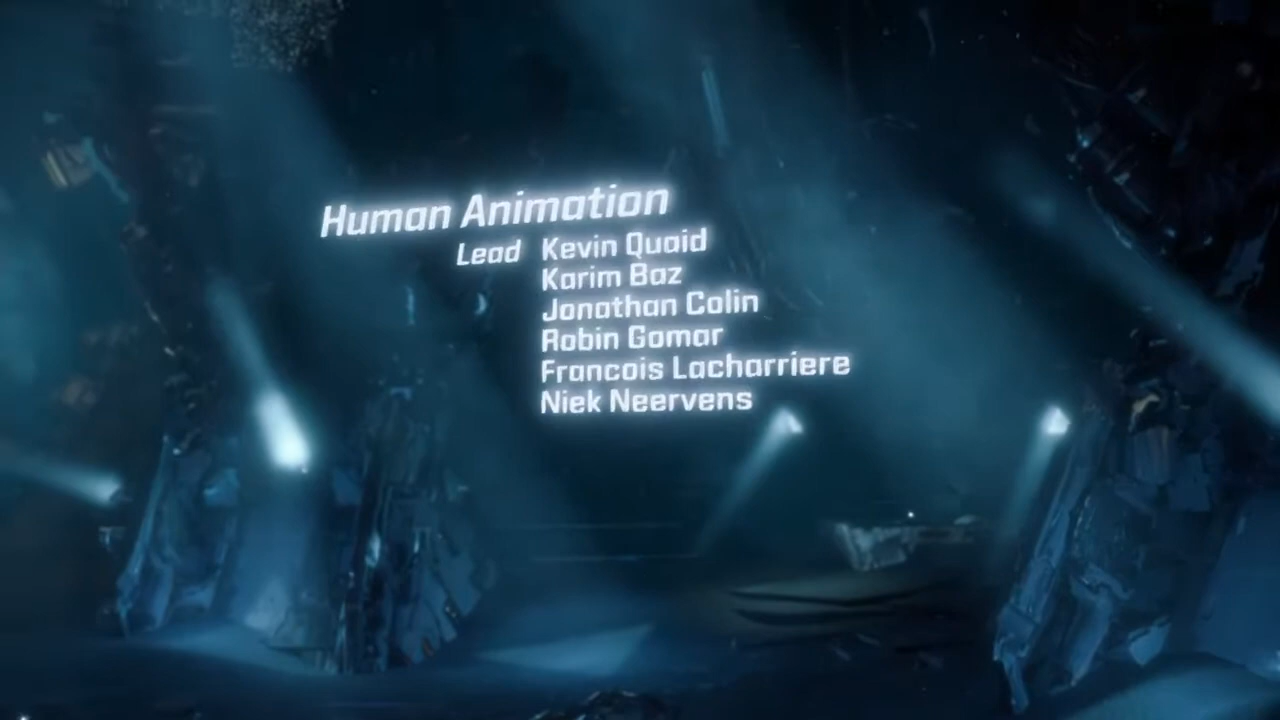 Human Animation
Lead Kevin Quaid
Karim Baz
Jonathan Colin
Robin Gomar
Francois Lacharriere
Niek Neervens